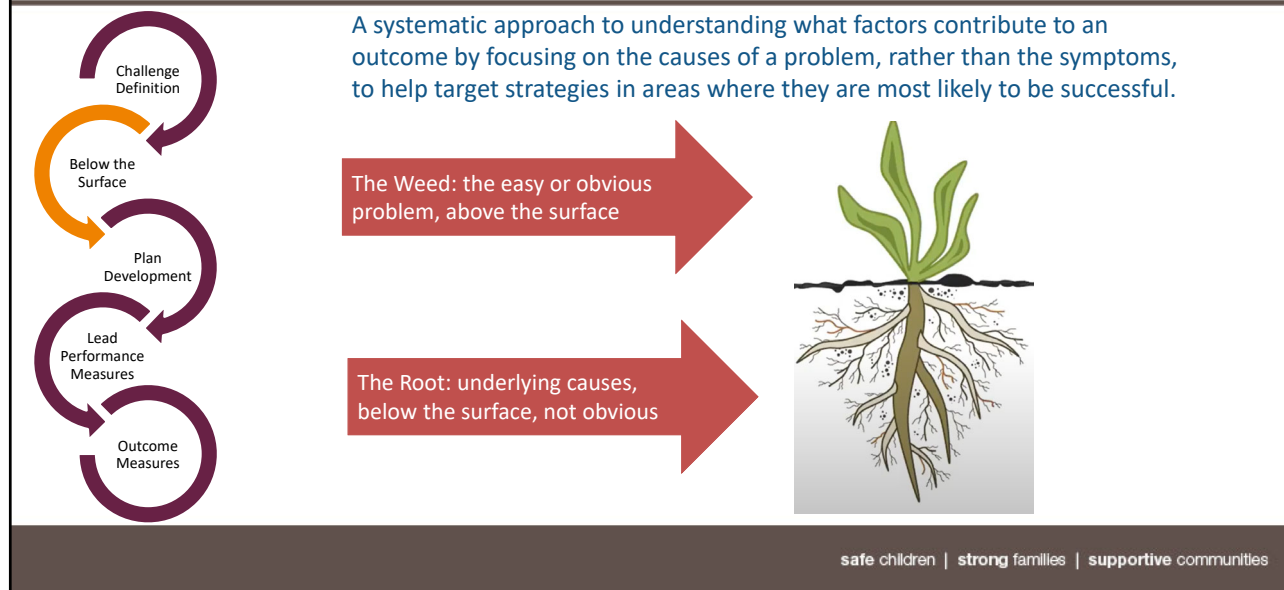 A systematic approach to understanding what factors contribute to an
outcome by focusing on the causes of a problem, rather than the symptoms,
to help target strategies in areas where they are most likely to be successful.
Challenge
Definition
Below the
Surface
Plan
Development
Lead
Performance
Measures
Outcome
Measures
The Weed: the easy or obvious
problem, above the surface
The Root: underlying causes,
below the surface, not obvious
safe children | strong families | supportive communities